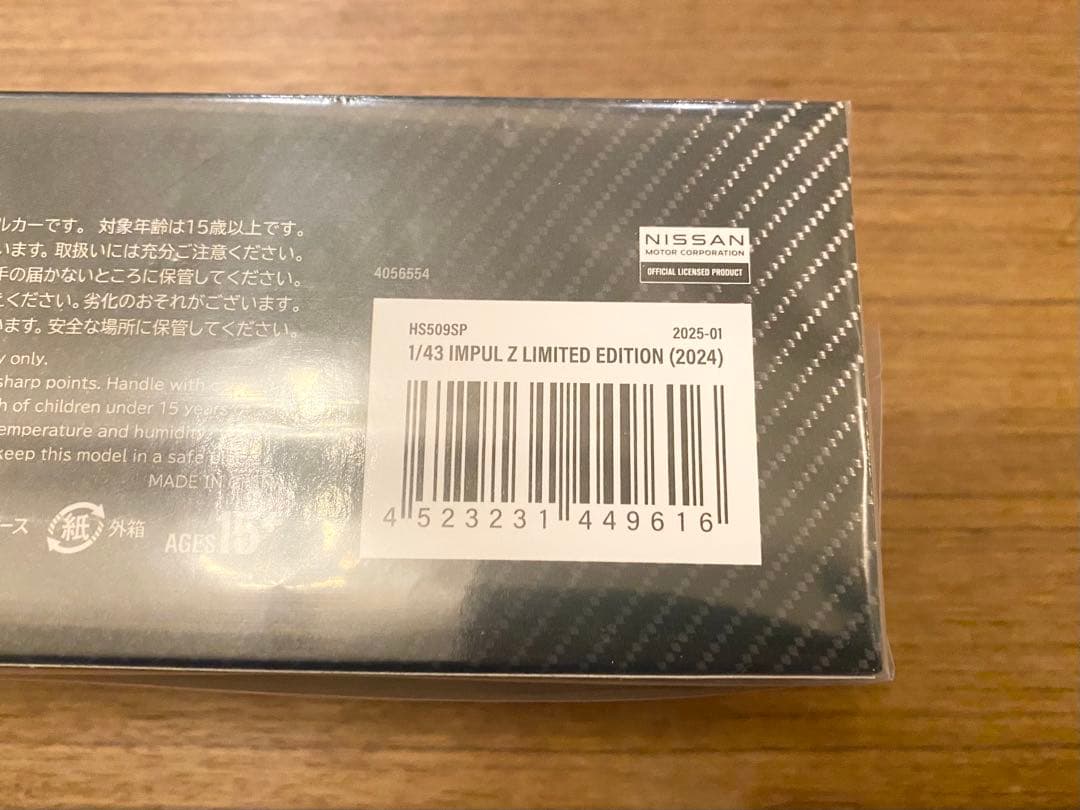 ルカーです。 対象年齢は15歳以上です。
います。取扱いには充分ご注意ください。
手の届かないところに保管してください。
ください。劣化のおそれがございます。
います。安全な場所に保管してください。
only.
sharp points. Handle with
of children under 15 years
temperature and humidity
keep this model in a safe
MADE IN
ース
紙 外箱
AGES 15
4056554
NISSAN
MOTOR CORPORATION
OFFICIAL LICENSED PRODUCT
HS509SP 2025-01
1/43 IMPUL Z LIMITED EDITION (2024)
4 523231 449616